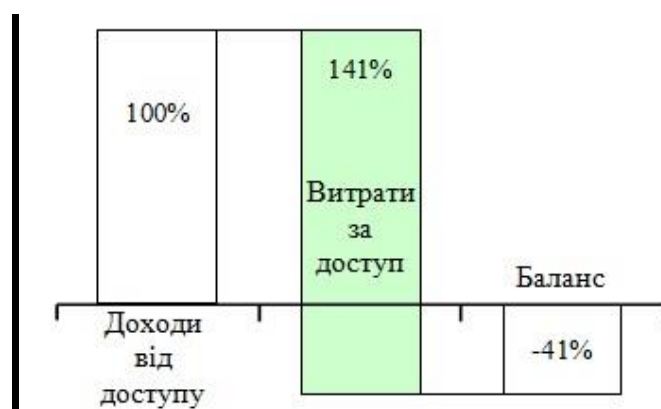 100%
Доходи
від
доступу
141%
Витрати
за
доступ
Баланс
-41%